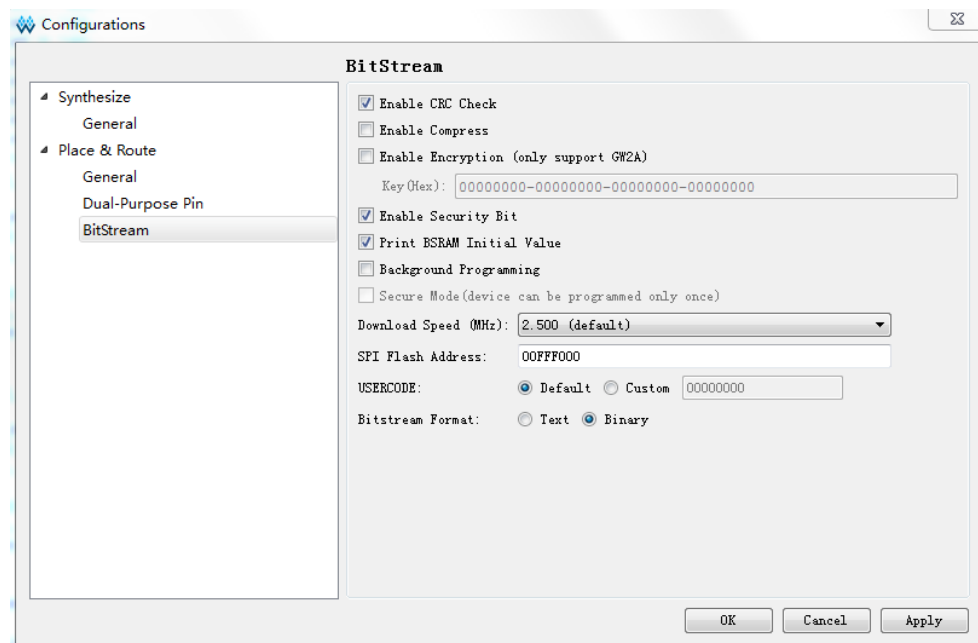 Configurations
BitStream
Synthesize
General
Place & Route
General
Dual-Purpose Pin
BitStream
Enable CRC Check
Enable Compress
Enable Encryption (only support GW2A)
Key(Hex): 00000000-00000000-00000000-00000000
Enable Security Bit
Print BSRAM Initial Value
Background Programming
Secure Mode(device can be programmed only once)
Download Speed (MHz): 2.500 (default)
SPI Flash Address: 00FFF000
USERCODE: Default Custom 00000000
Bitstream Format: Text Binary
OK Cancel Apply